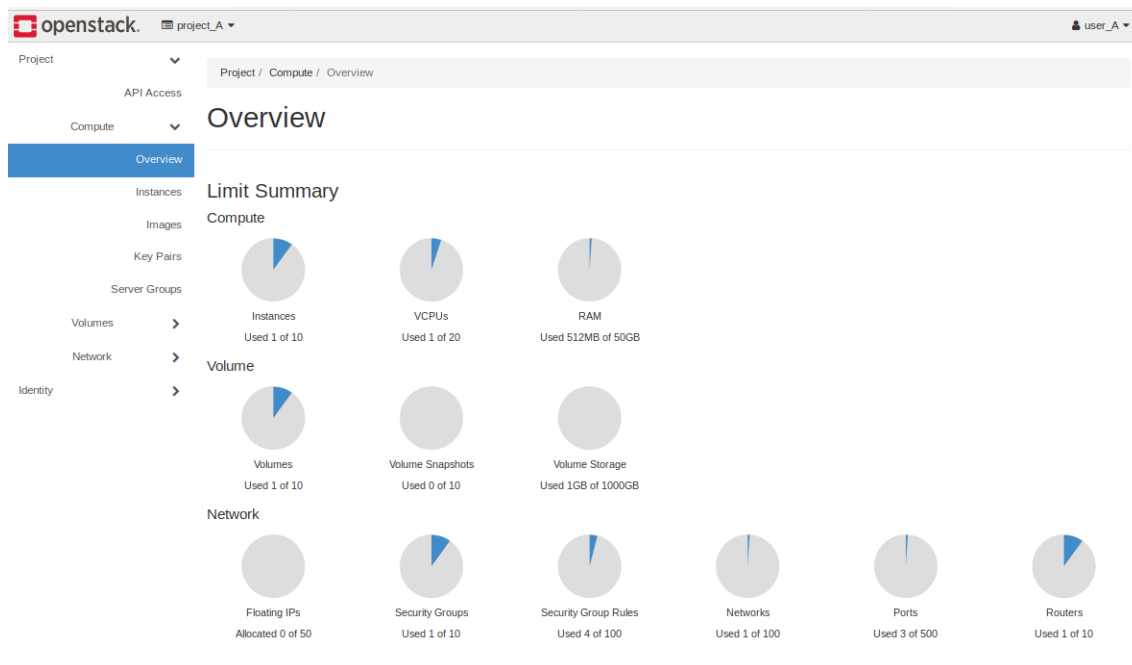 openstack. project_A user_A
Project
API Access
Compute
Overview
Instances
Images
Key Pairs
Server Groups
Volumes
Network
Identity
Project / Compute / Overview
Overview
Limit Summary
Compute
Instances VCPUs RAM
Used 1 of 10 Used 1 of 20 Used 512MB of 50GB
Volume
Volumes Volume Snapshots Volume Storage
Used 1 of 10 Used 0 of 10 Used 1GB of 1000GB
Network
Floating IPs Security Groups Security Group Rules Networks Ports Routers
Allocated 0 of 50 Used 1 of 10 Used 4 of 100 Used 1 of 100 Used 3 of 500 Used 1 of 10